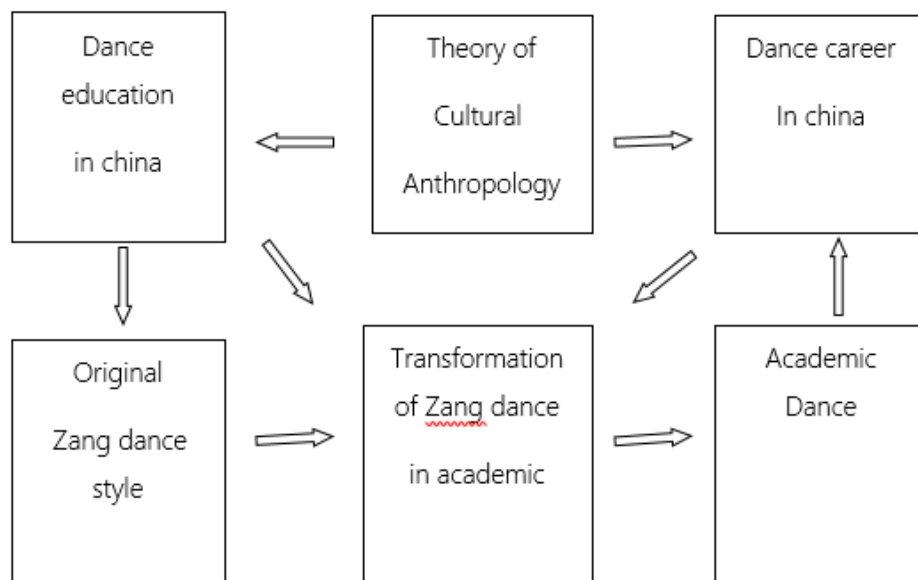 Dance
education
in china
Theory of
Cultural
Anthropology
Dance career
In china
Original
Zang dance
style
Transformation
of Zang dance
in academic
Academic
Dance